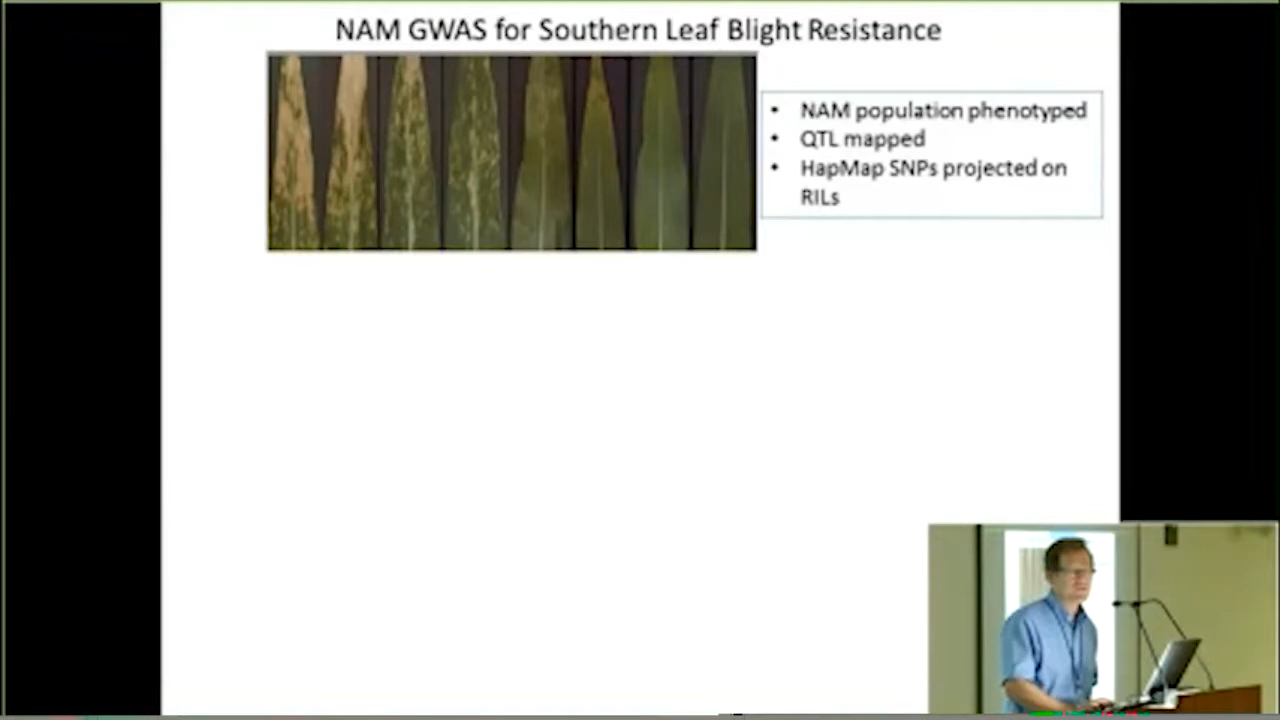 NAM GWAS for Southern Leaf Blight Resistance
• NAM population phenotyped
• QTL mapped
• HapMap SNPs projected on
RILs